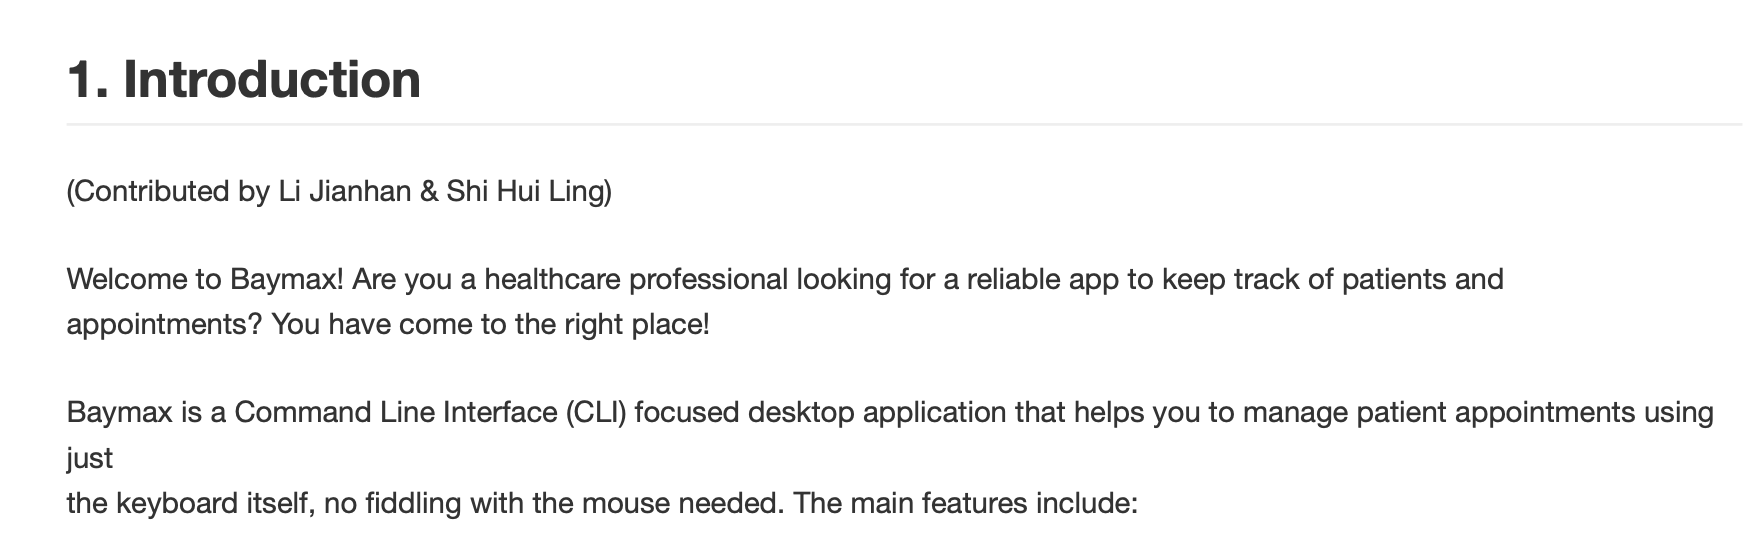 1. Introduction
(Contributed by Li Jianhan & Shi Hui Ling)
Welcome to Baymax! Are you a healthcare professional looking for a reliable app to keep track of patients and
appointments? You have come to the right place!
Baymax is a Command Line Interface (CLI) focused desktop application that helps you to manage patient appointments using
just
the keyboard itself, no fiddling with the mouse needed. The main features include: